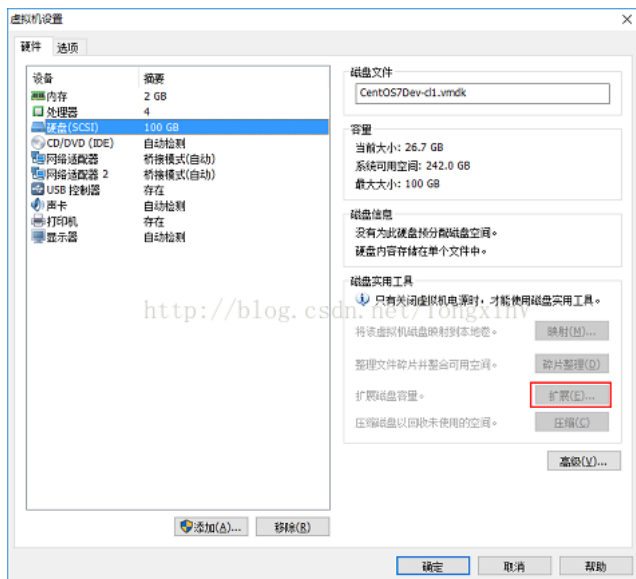 虚拟机设置
硬件 选项
设备 摘要
内存 2 GB
处理器 4
硬盘(SCSI) 100 GB
CD/DVD (IDE) 自动检测
网络适配器 桥接模式(自动)
网络适配器 2 桥接模式(自动)
USB 控制器 存在
声卡 自动检测
打印机 存在
显示器 自动检测
添加(A)... 移除(R)
磁盘文件
CentOS7Dev-cl1.vmdk
容量
当前大小: 26.7 GB
系统可用空间: 242.0 GB
最大大小: 100 GB
磁盘信息
没有为此硬盘预分配磁盘空间。
硬盘内容存储在单个文件中。
磁盘实用工具
只有关闭虚拟机电源时，才能使用磁盘实用工具。
将该虚拟机磁盘映射到本地卷。 映射(M)...
整理文件碎片并整合可用空间。 碎片整理(D)
扩展磁盘容量。 扩展(E)...
压缩磁盘以回收未使用的空间。 压缩(C)
高级(V)...
确定 取消 帮助
http://blog.csdn.net/longxinv